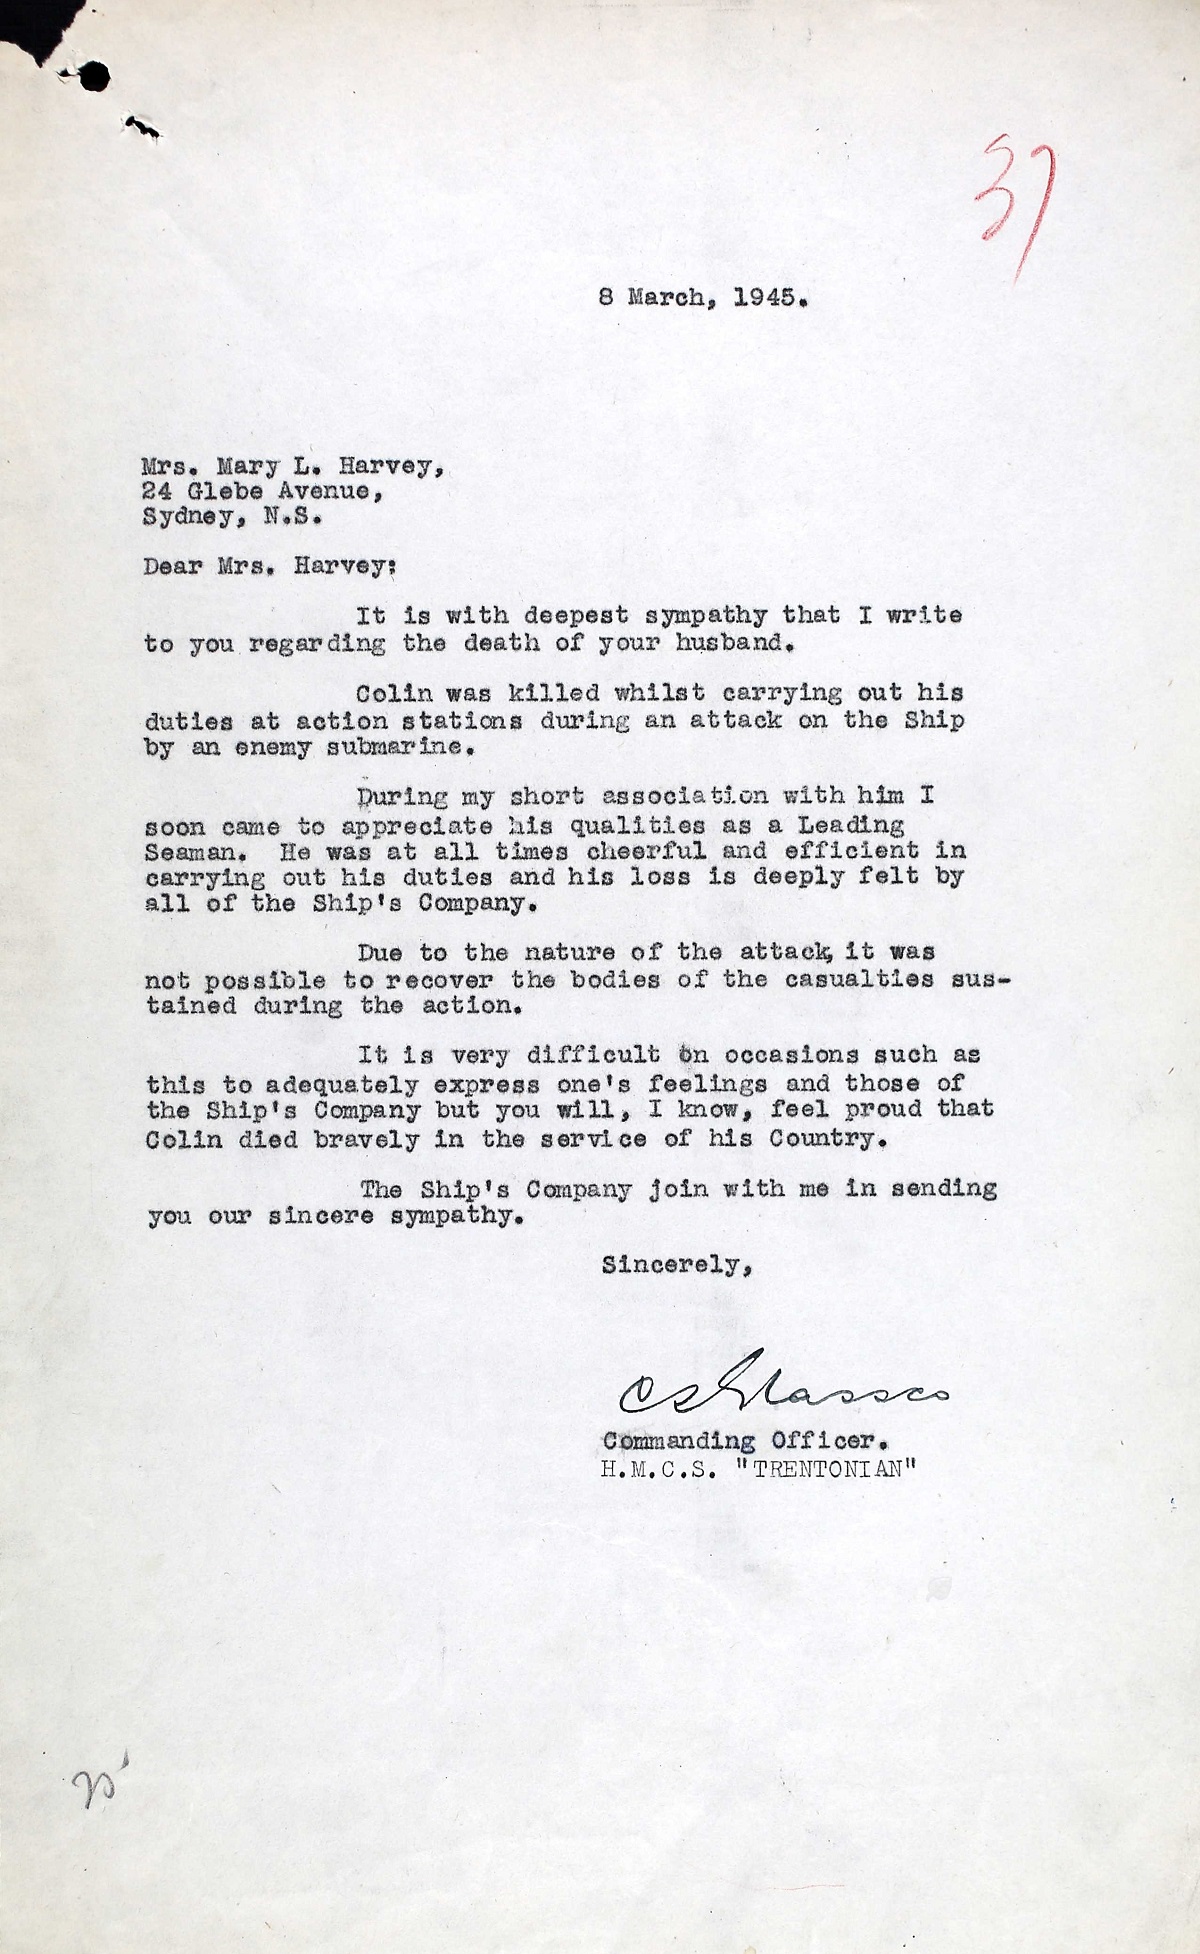 37
8 March, 1945.
Mrs. Mary L. Harvey,
24 Glebe Avenue,
Sydney, N.S.
Dear Mrs. Harvey:
It is with deepest sympathy that I write
to you regarding the death of your husband.
Colin was killed whilst carrying out his
duties at action stations during an attack on the Ship
by an enemy submarine.
During my short association with him I
soon came to appreciate his qualities as a Leading
Seaman. He was at all times cheerful and efficient in
carrying out his duties and his loss is deeply felt by
all of the Ship's Company.
Due to the nature of the attack, it was
not possible to recover the bodies of the casualties sus-
tained during the action.
It is very difficult on occasions such as
this to adequately express one's feelings and those of
the Ship's Company but you will, I know, feel proud that
Colin died bravely in the service of his Country.
The Ship's Company join with me in sending
you our sincere sympathy.
Sincerely,
C S Glassco
Commanding Officer.
H.M.C.S. "TRENTONIAN"